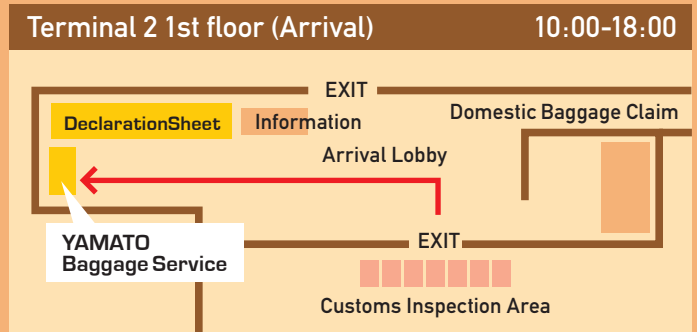 Terminal 2 1st floor (Arrival) 10:00-18:00
EXIT
Domestic Baggage Claim
DeclarationSheet Information
Arrival Lobby
EXIT
YAMATO
Baggage Service
Customs Inspection Area